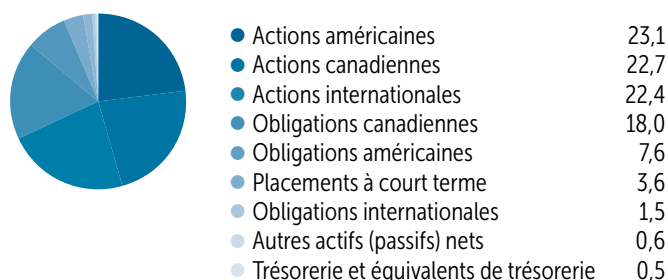 Actions américaines 23,1
Actions canadiennes 22,7
Actions internationales 22,4
Obligations canadiennes 18,0
Obligations américaines 7,6
Placements à court terme 3,6
Obligations internationales 1,5
Autres actifs (passifs) nets 0,6
Trésorerie et équivalents de trésorerie 0,5